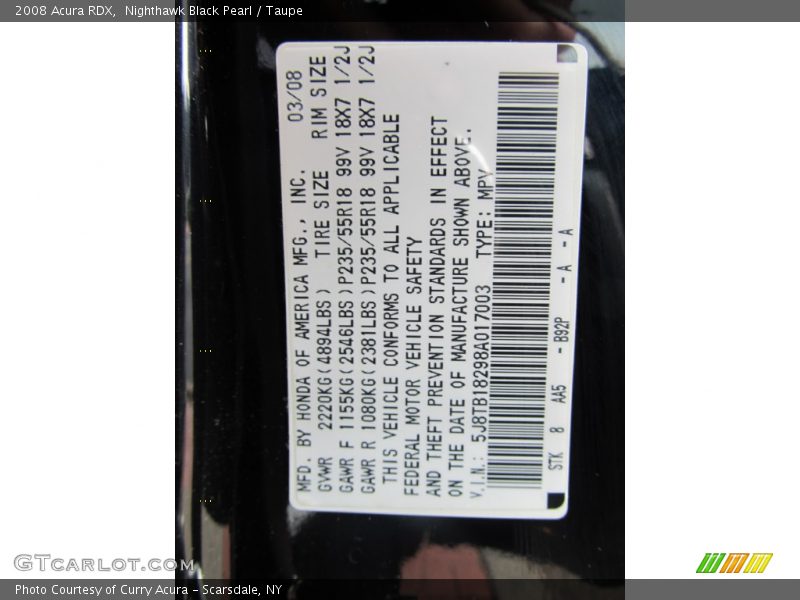 2008 Acura RDX,  Nighthawk Black Pearl / Taupe
MFD. BY HONDA OF AMERICA MFG., INC. 03/08
GVWR 2220KG(4894LBS) TIRE SIZE RIM SIZE
GAWR F 1155KG(2546LBS)P235/55R18 99V 18X7 1/2J
GAWR R 1080KG(2381LBS)P235/55R18 99V 18X7 1/2J
THIS VEHICLE CONFORMS TO ALL APPLICABLE
FEDERAL MOTOR VEHICLE SAFETY
AND THEFT PREVENTION STANDARDS IN EFFECT
ON THE DATE OF MANUFACTURE SHOWN ABOVE.
V.I.N.: 5J8TB18298A017003 TYPE: MPV
STK 8 AA5 - B92P - A - A
GTCARLOT.COM
Photo Courtesy of Curry Acura - Scarsdale, NY